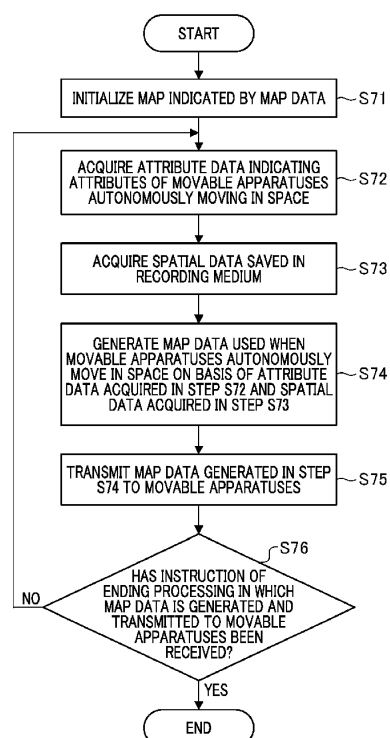 START
INITIALIZE MAP INDICATED BY MAP DATA
S71
ACQUIRE ATTRIBUTE DATA INDICATING
ATTRIBUTES OF MOVABLE APPARATUSES
AUTONOMOUSLY MOVING IN SPACE
S72
ACQUIRE SPATIAL DATA SAVED IN
RECORDING MEDIUM
S73
GENERATE MAP DATA USED WHEN
MOVABLE APPARATUSES AUTONOMOUSLY
MOVE IN SPACE ON BASIS OF ATTRIBUTE
DATA ACQUIRED IN STEP S72 AND SPATIAL
DATA ACQUIRED IN STEP S73
S74
TRANSMIT MAP DATA GENERATED IN STEP
S74 TO MOVABLE APPARATUSES
S75
S76
HAS INSTRUCTION OF
ENDING PROCESSING IN WHICH
MAP DATA IS GENERATED AND
TRANSMITTED TO MOVABLE
APPARATUSES BEEN
RECEIVED?
NO
YES
END